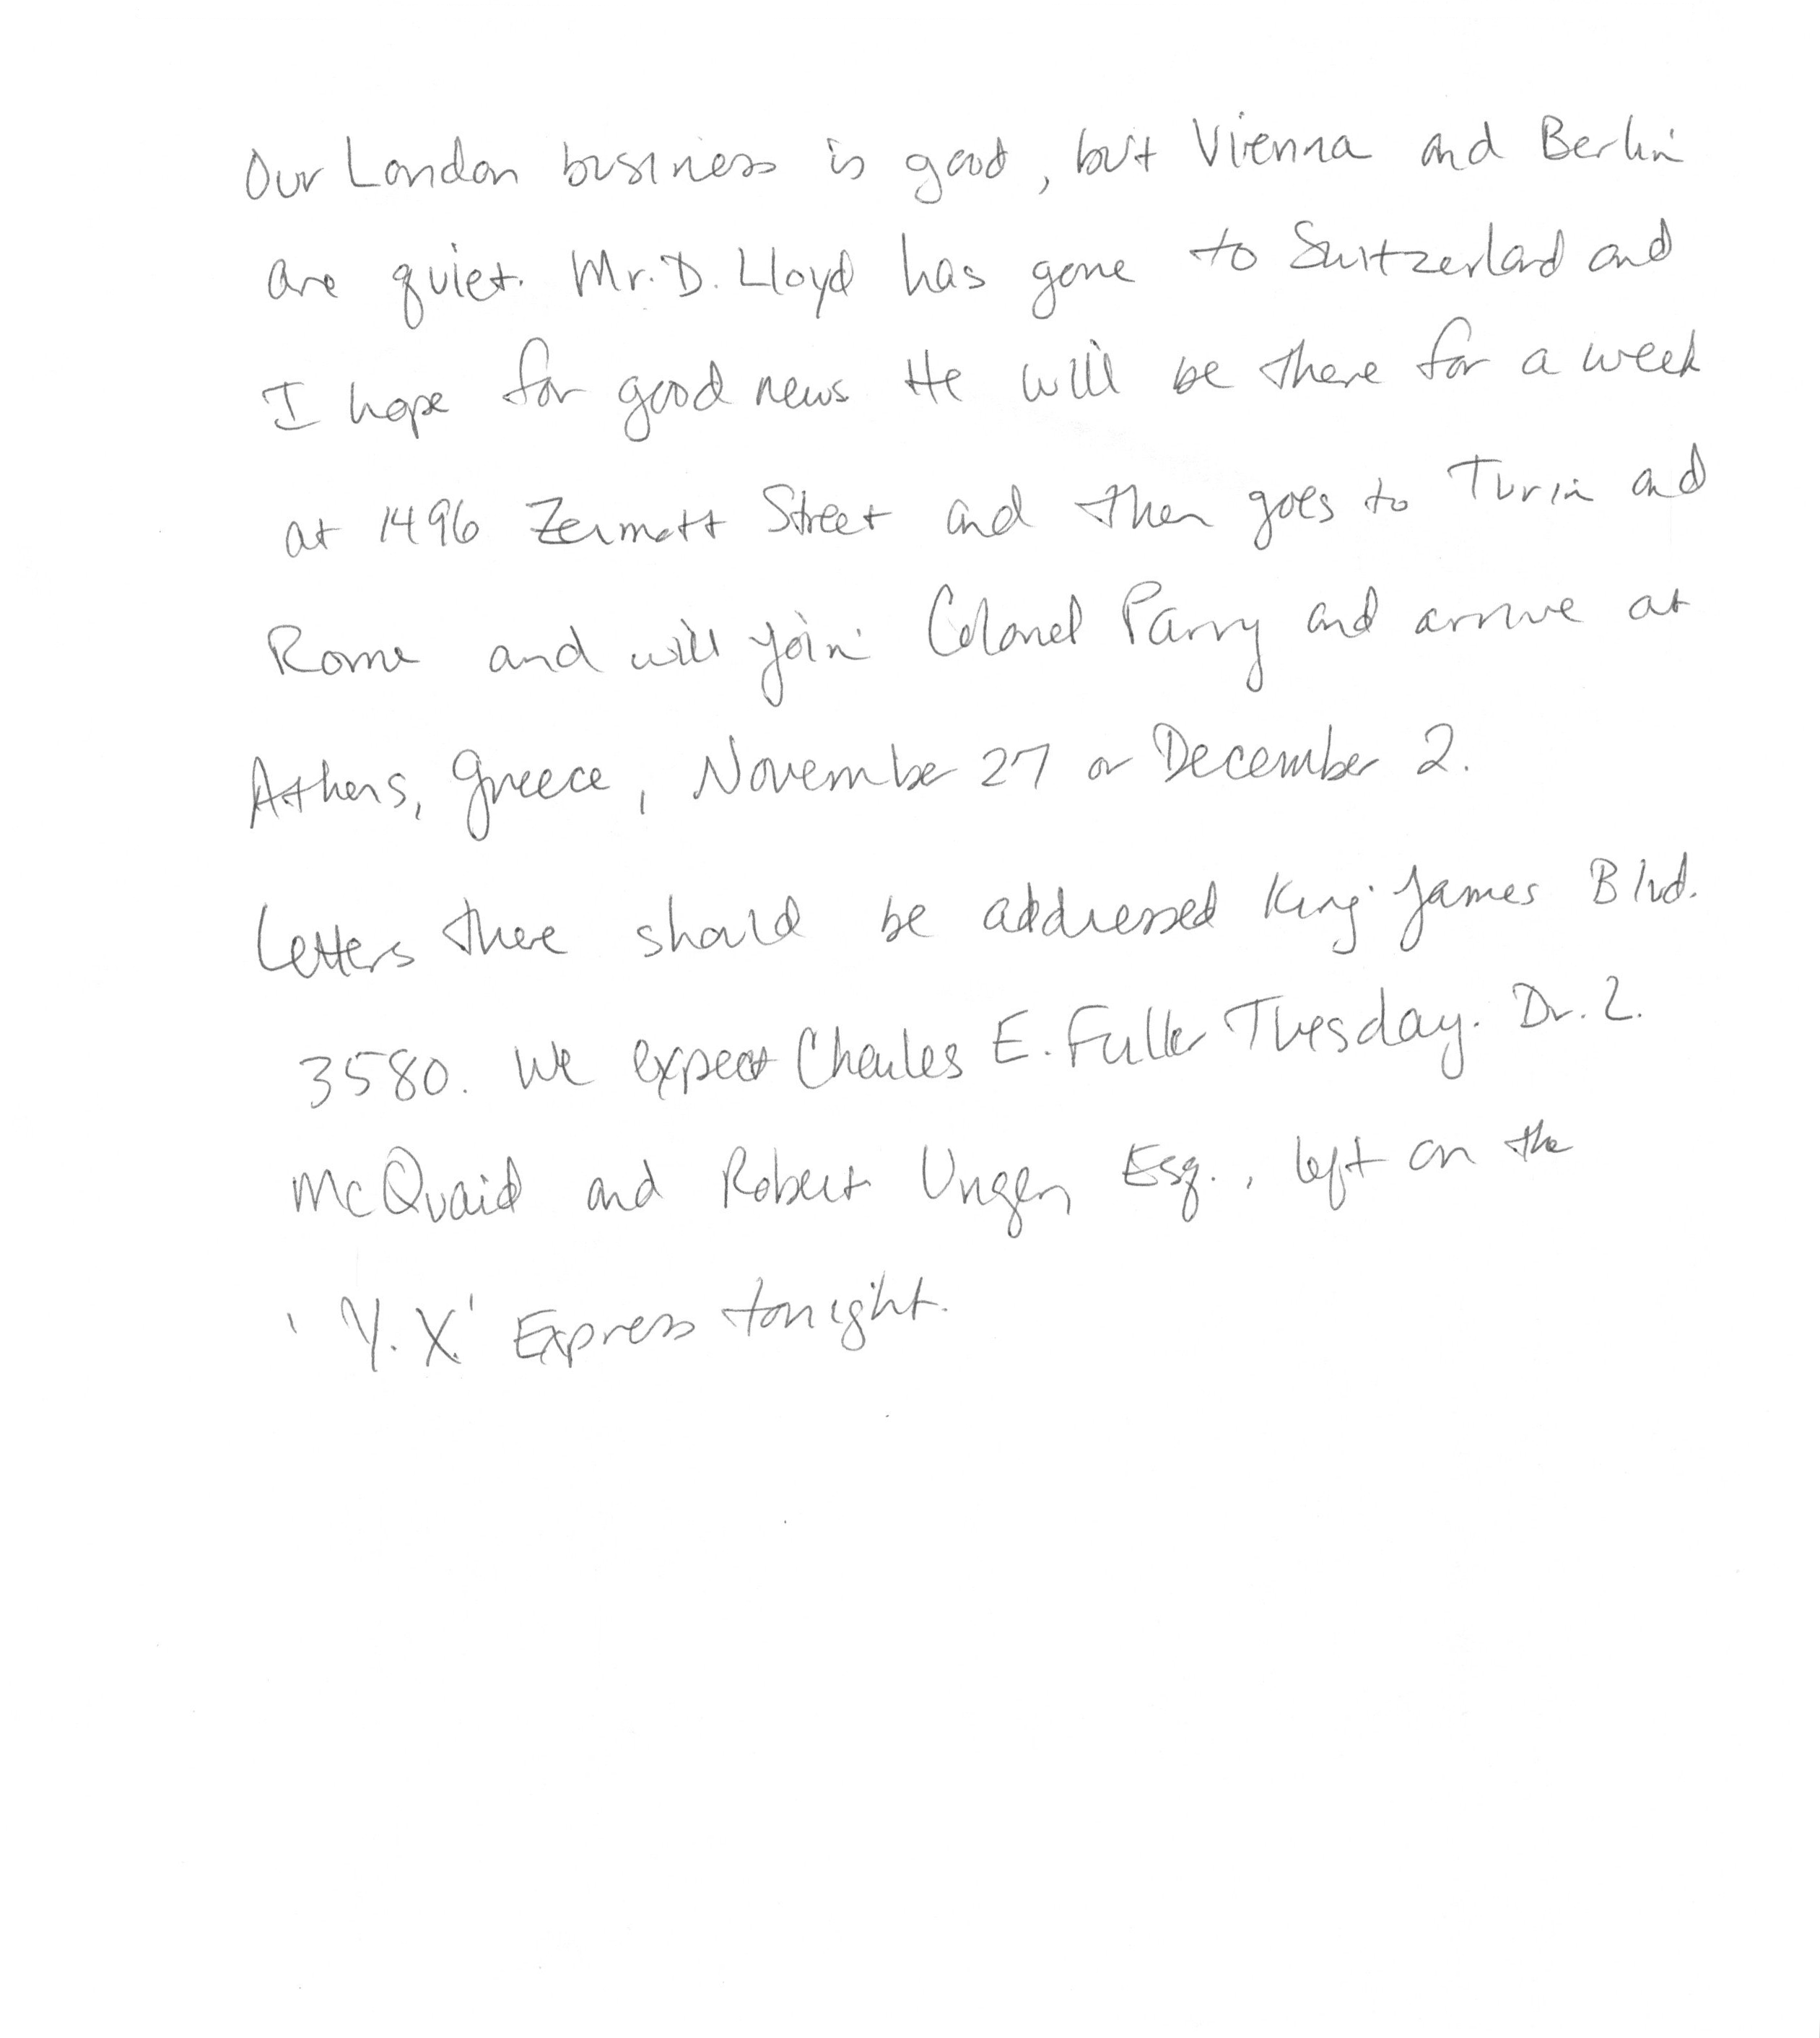 Our London business is good, but Vienna and Berlin
are quiet. Mr. D. Lloyd has gone to Switzerland and
I hope for good news. He will be there for a week
at 1496 Zermott Street and then goes to Turin and
Rome and will join Colonel Parry and arrive at
Athens, Greece, November 27 or December 2.
Letters there should be addressed King James Blvd.
3580. We expect Charles E. Fuller Tuesday. Dr. L.
McQuaid and Robert Unger, Esq., left on the
'Y.X.' Express tonight.